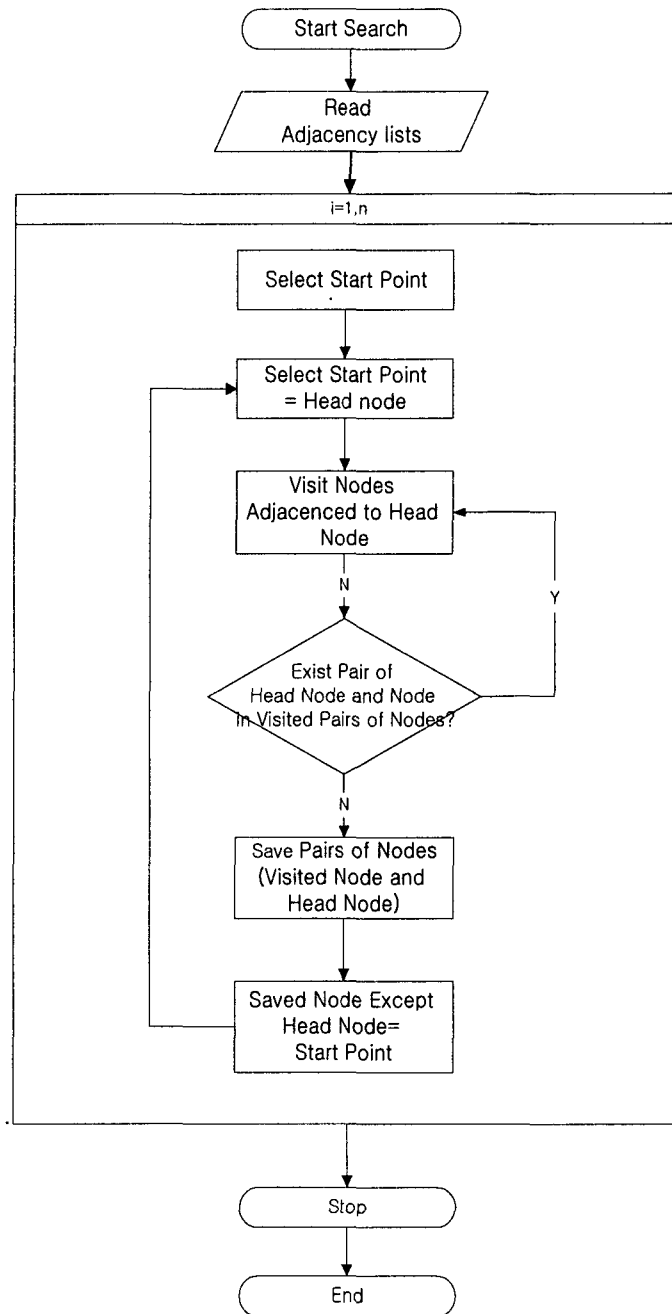 Start Search
Read
Adjacency lists
i=1,n
Select Start Point
Select Start Point
= Head node
Visit Nodes
Adjacenced to Head
Node
N
Y
Exist Pair of
Head Node and Node
in Visited Pairs of Nodes?
N
Save Pairs of Nodes
(Visited Node and
Head Node)
Saved Node Except
Head Node=
Start Point
Stop
End